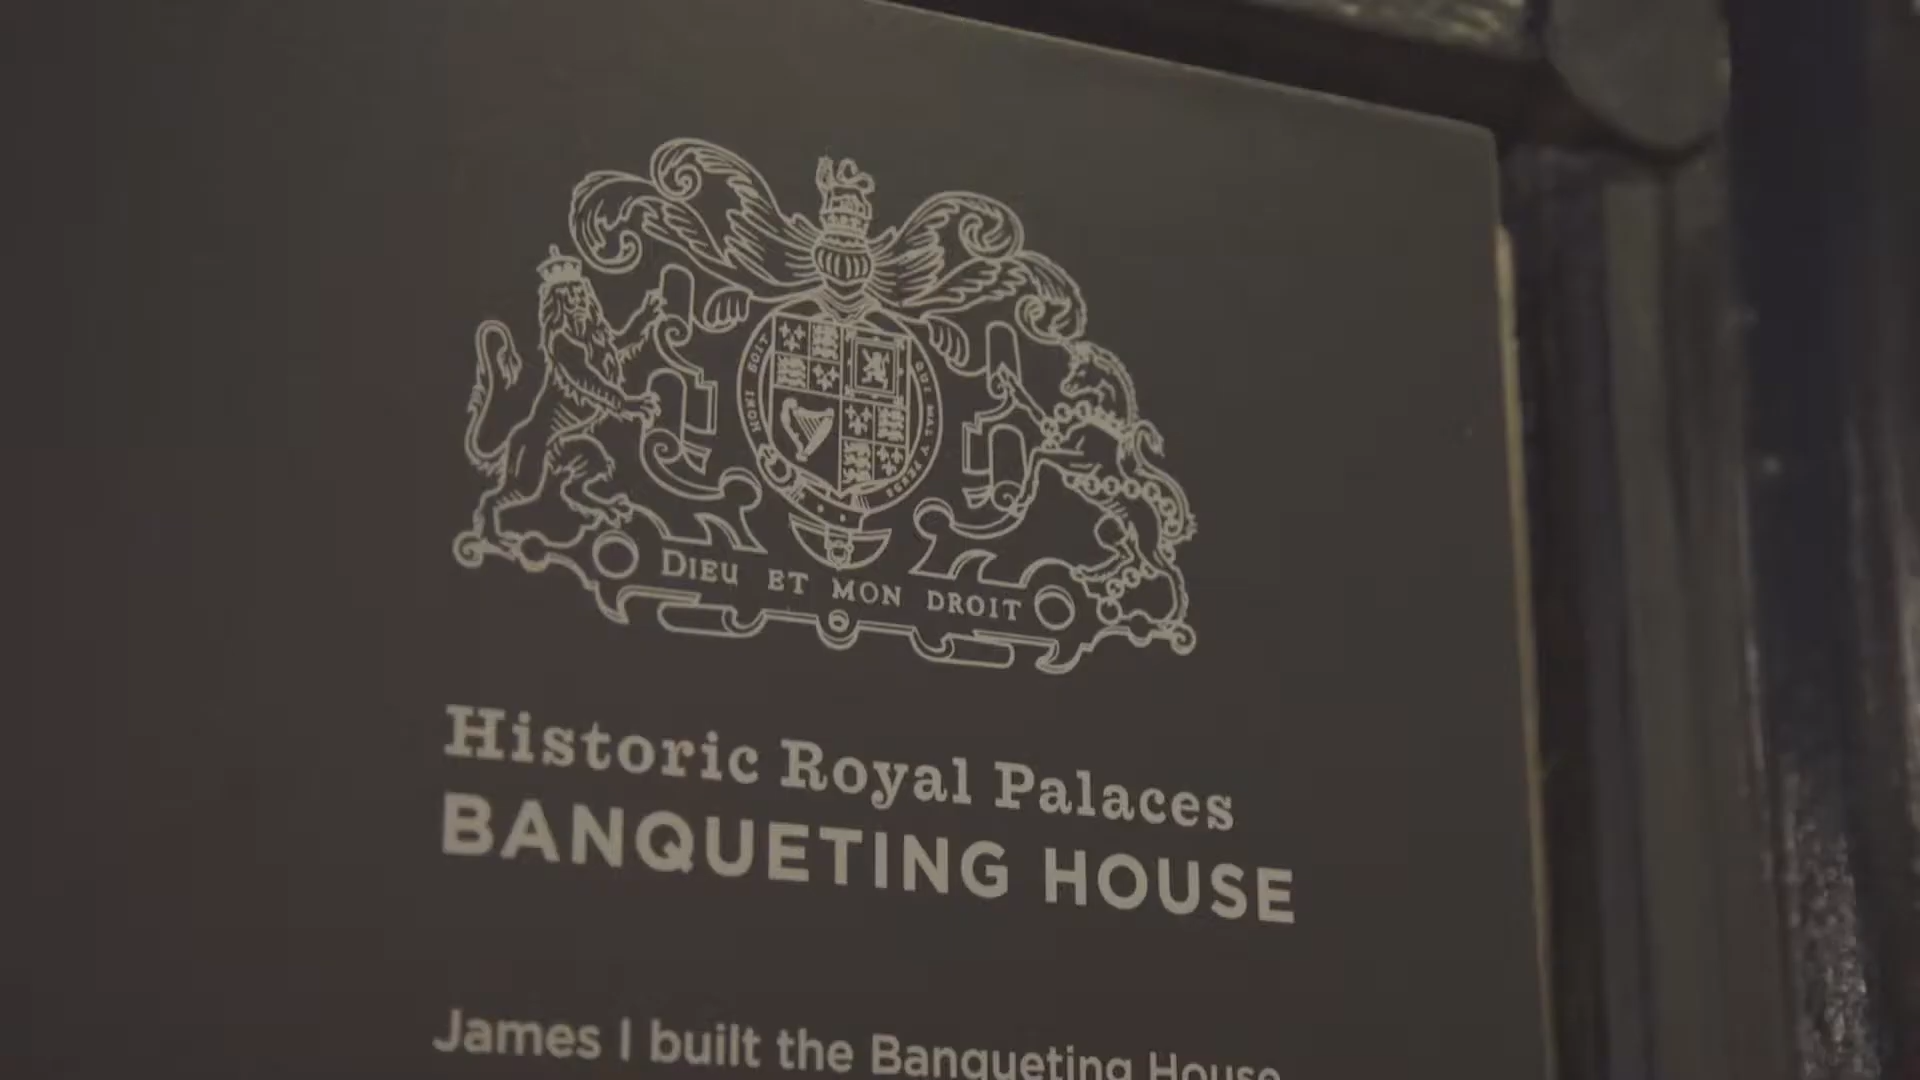 HONI SOIT QUI MAL Y PENSE
DIEU ET MON DROIT
Historic Royal Palaces
BANQUETING HOUSE
James I built the Banqueting House